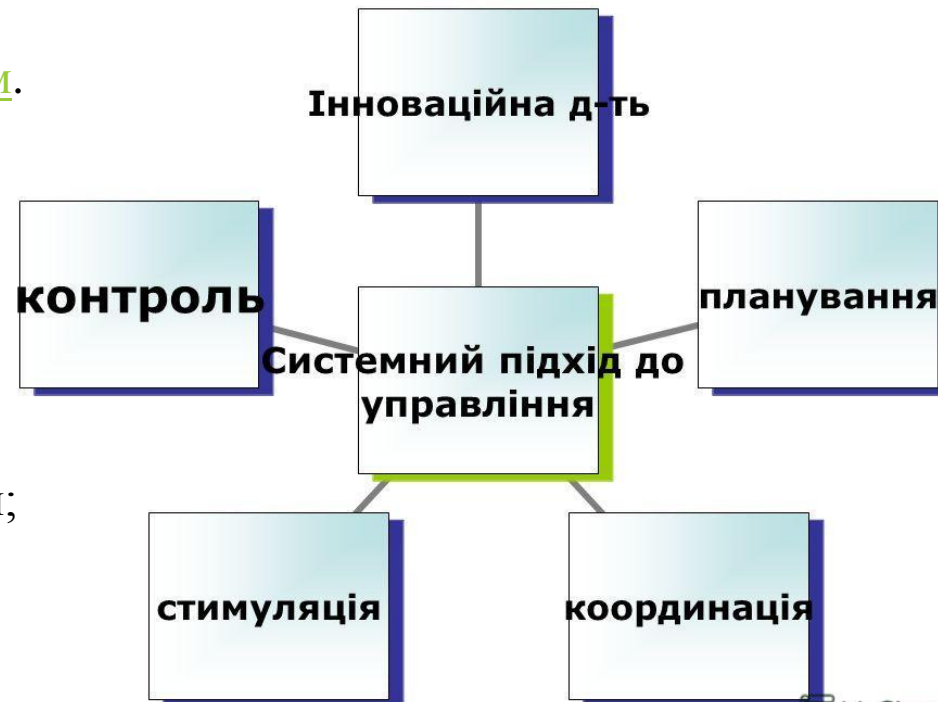 Інноваційна д-ть
контроль
планування
Системний підхід до
управління
стимуляція
координація